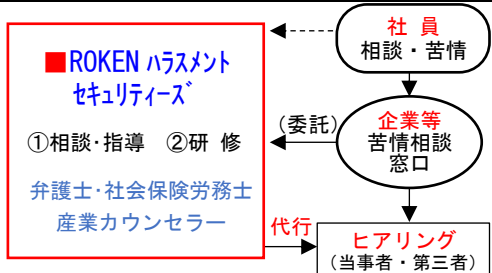 ■ROKEN ハラスメント
セキュリティーズ
①相談・指導 ②研 修
弁護士・社会保険労務士
産業カウンセラー
社 員
相談・苦情
(委託)
企業等
苦情相談
窓口
代行
ヒアリング
(当事者・第三者)